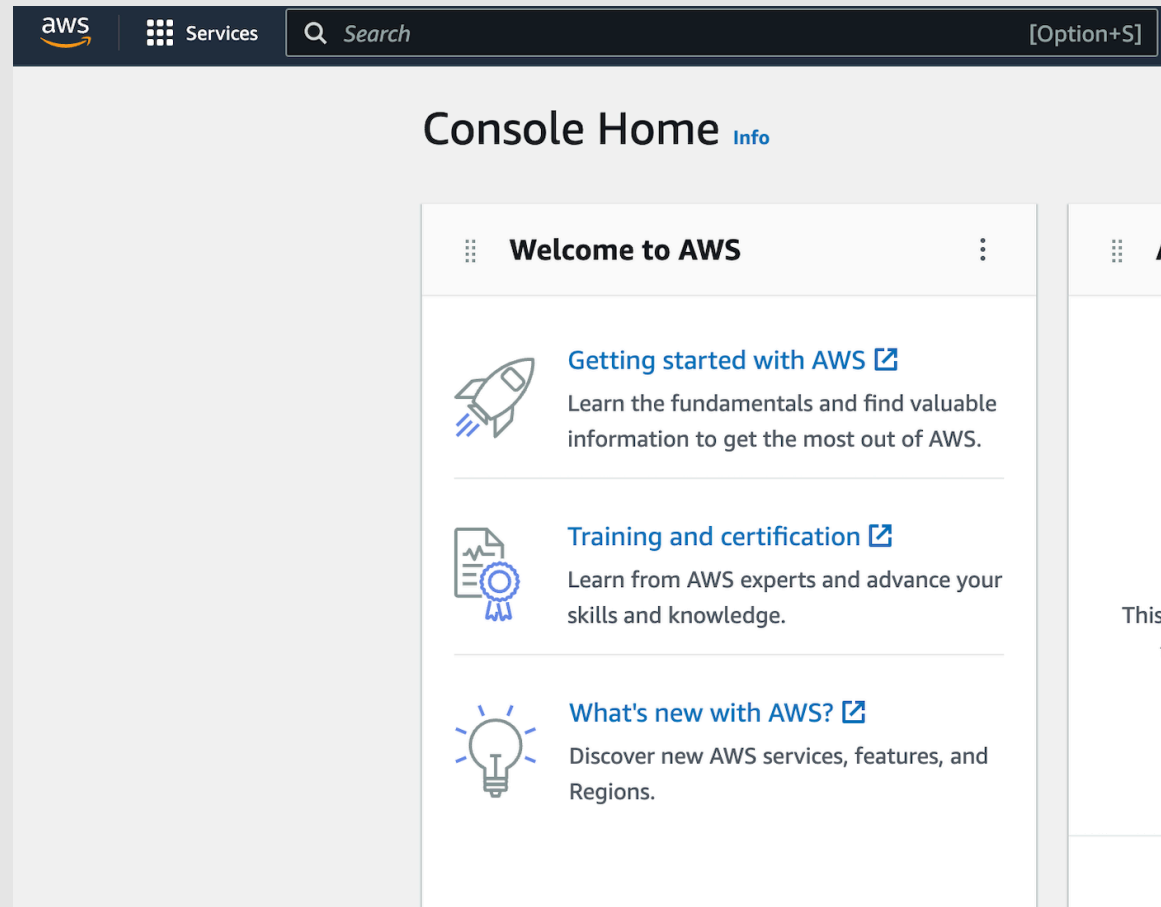 aws Services Search [Option+S]
Console Home Info
Welcome to AWS
Getting started with AWS
Learn the fundamentals and find valuable
information to get the most out of AWS.
Training and certification
Learn from AWS experts and advance your
skills and knowledge.
What's new with AWS?
Discover new AWS services, features, and
Regions.
This